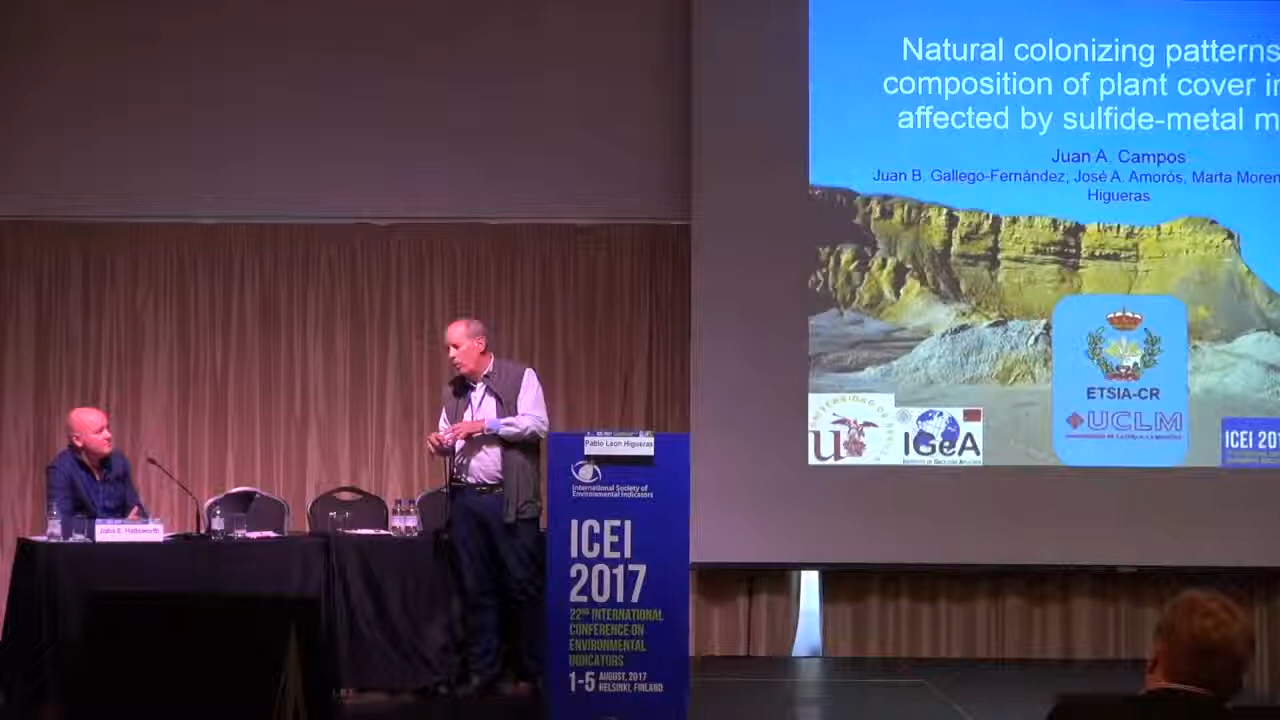 Natural colonizing patterns
composition of plant cover in
affected by sulfide-metal m
Juan A. Campos
Juan B. Gallego-Fernández, José A. Amorós, Marta Moren
Higueras
ETSIA-CR
UCLM
IGeA
ICEI 201
Pablo Leon Higueras
International Society of
Environmental Indicators
ICEI
2017
22ND INTERNATIONAL
CONFERENCE ON
ENVIRONMENTAL
INDICATORS
1-5 AUGUST, 2017
HELSINKI, FINLAND
John E. Hallsworth